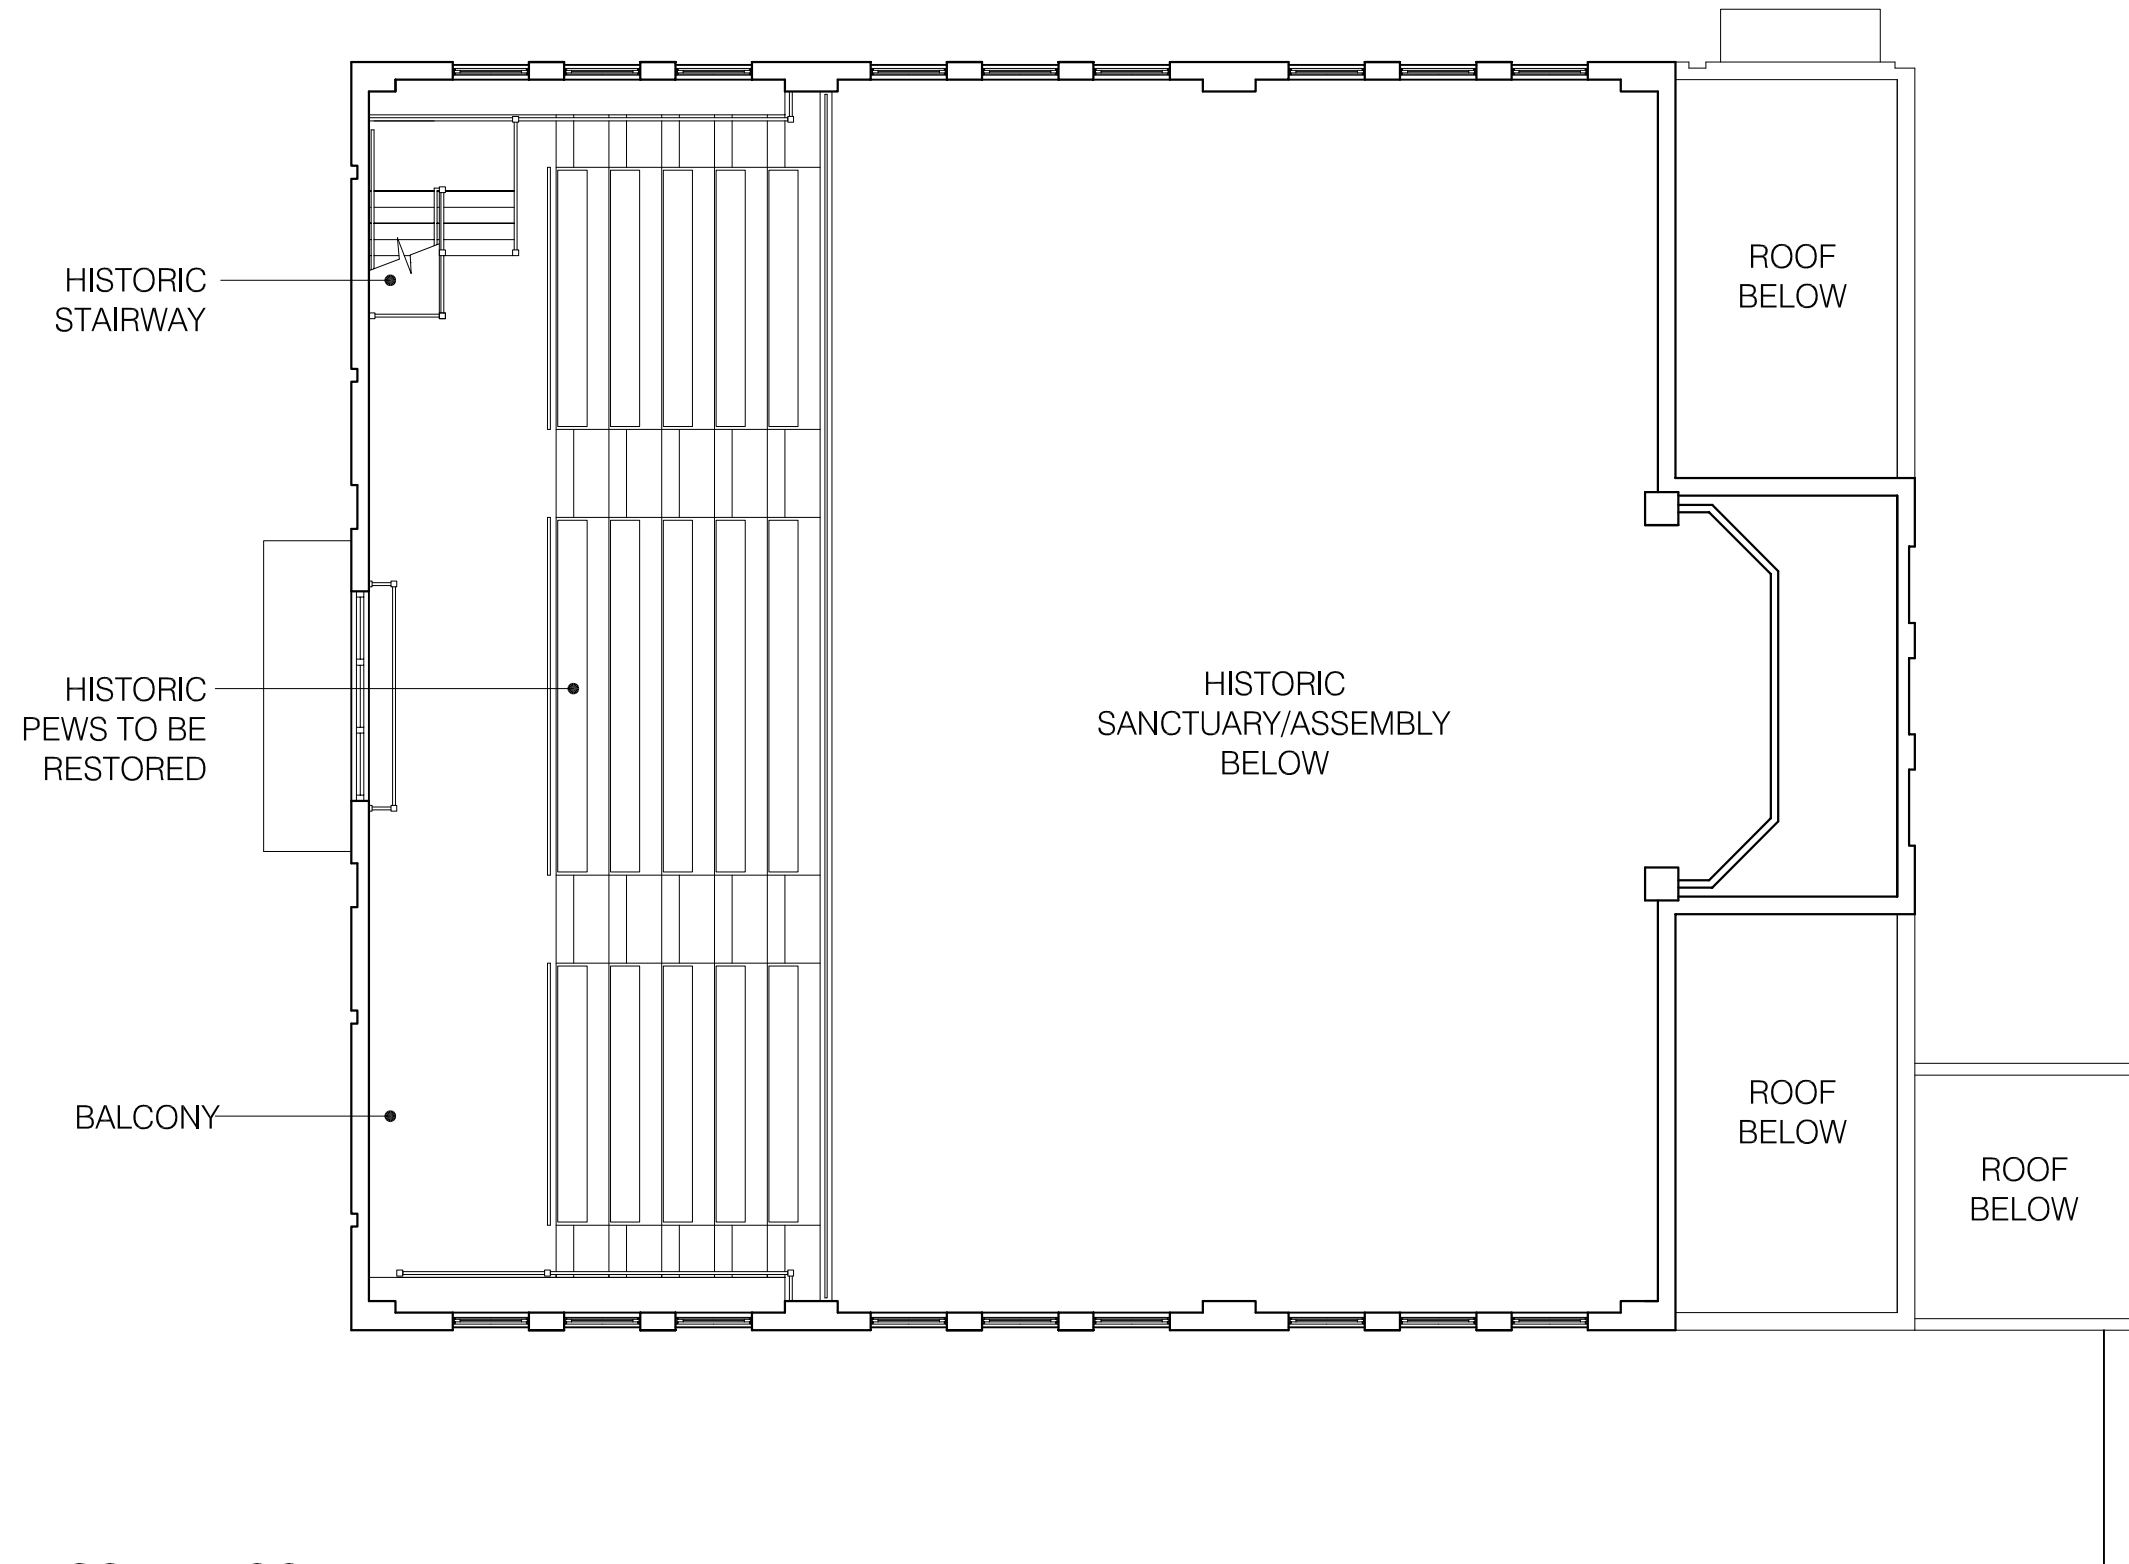 HISTORIC
STAIRWAY
HISTORIC
PEWS TO BE
RESTORED
BALCONY
HISTORIC
SANCTUARY/ASSEMBLY
BELOW
ROOF
BELOW
ROOF
BELOW
ROOF
BELOW